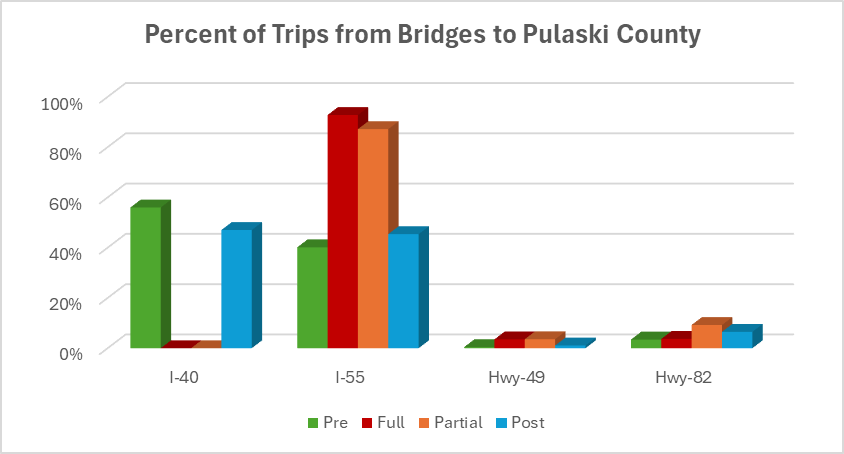 Percent of Trips from Bridges to Pulaski County
100%
80%
60%
40%
20%
0%
I-40 I-55 Hwy-49 Hwy-82
Pre Full Partial Post